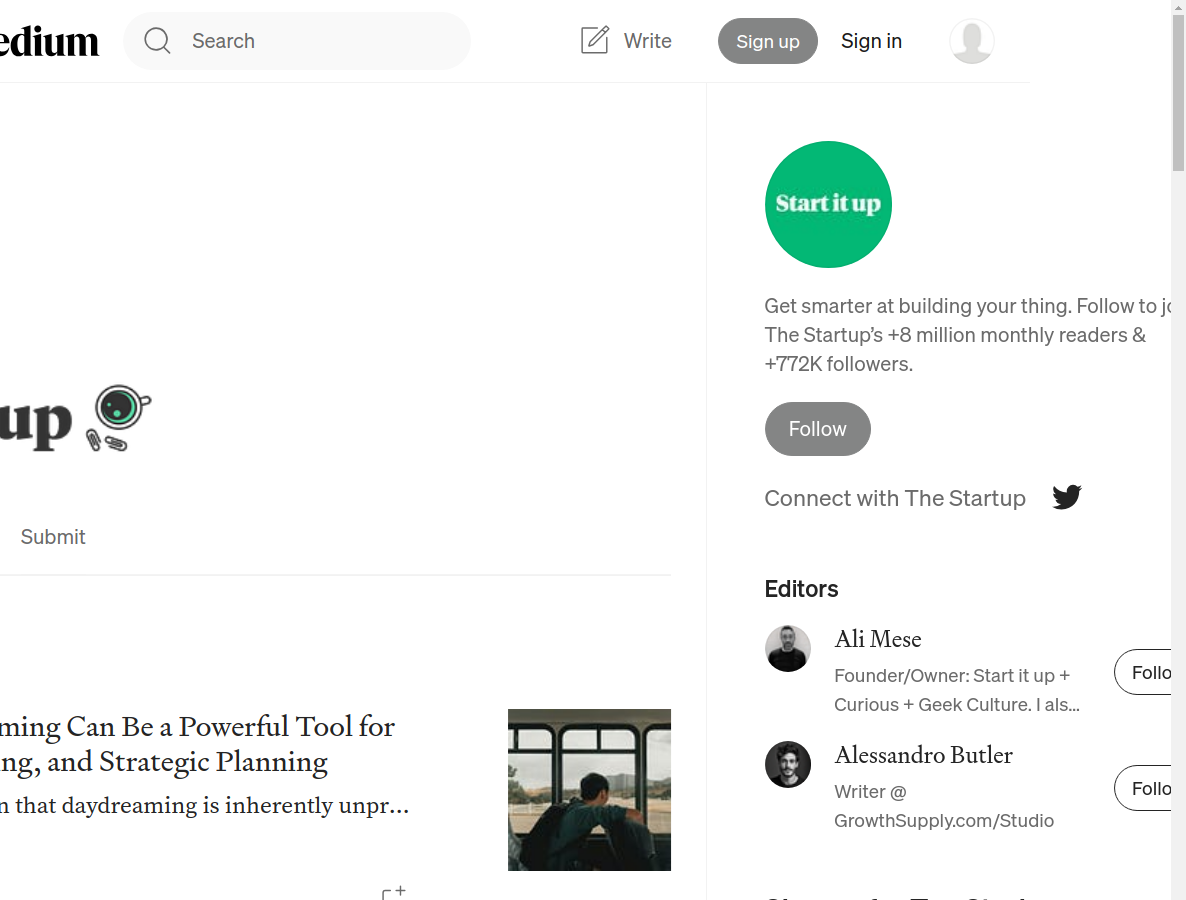 edium
Search
Write
Sign up
Sign in
Start it up
Get smarter at building your thing. Follow to
The Startup's +8 million monthly readers &
+772K followers.
up
Follow
Connect with The Startup
Submit
Editors
Ali Mese
Founder/Owner: Start it up +
Curious + Geek Culture. I als...
Follo
Alessandro Butler
Writer @
GrowthSupply.com/Studio
Follo
ming Can Be a Powerful Tool for
ng, and Strategic Planning
n that daydreaming is inherently unpr...